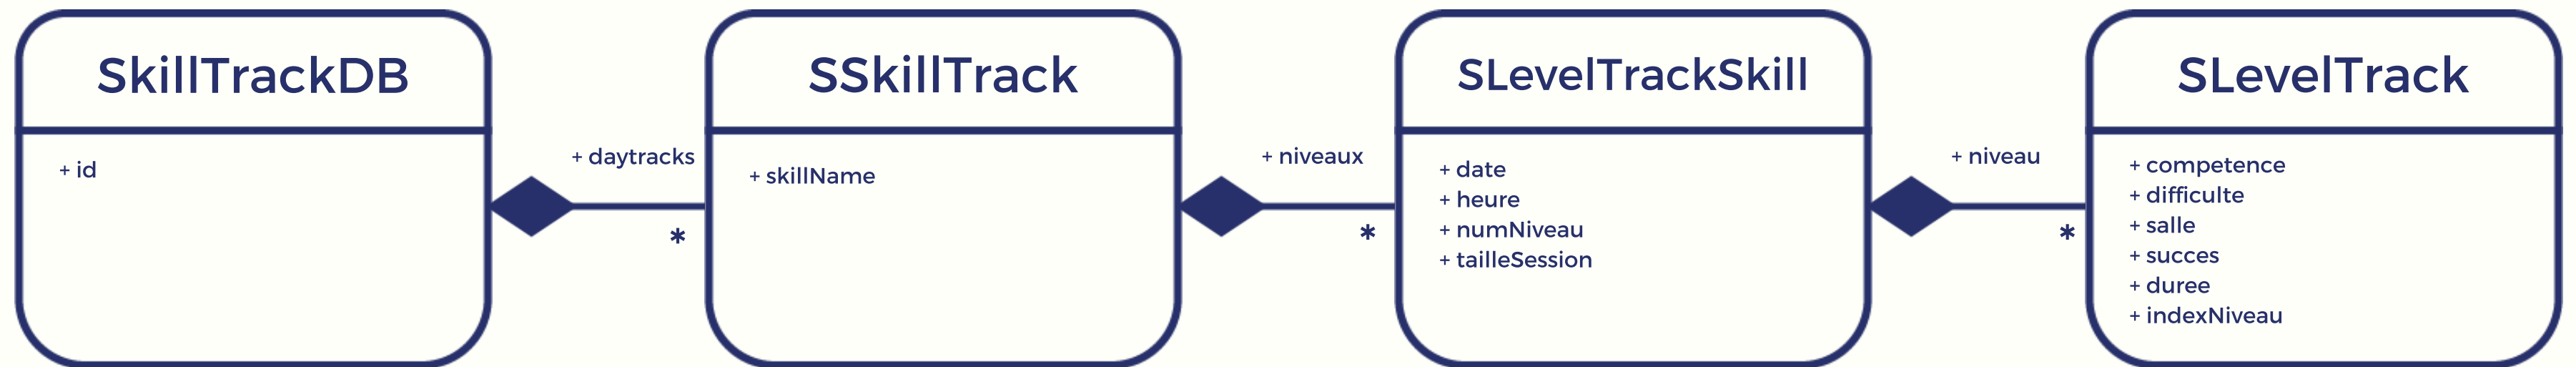 SkillTrackDB
+ id
+ daytracks
*
SSkillTrack
+ skillName
+ niveaux
*
SLevelTrackSkill
+ date
+ heure
+ numNiveau
+ tailleSession
+ niveau
*
SLevelTrack
+ competence
+ difficulte
+ salle
+ succes
+ duree
+ indexNiveau